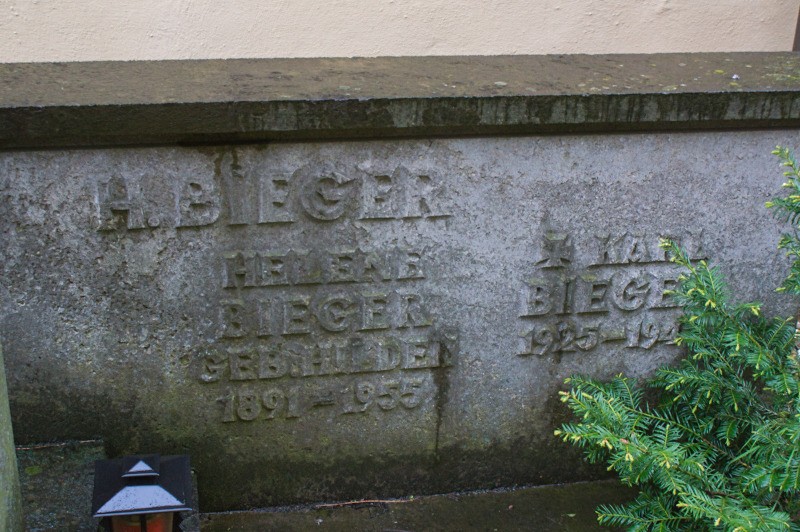 H. BIEGER
HELENE
BIEGER
GEB. HILDEN
1891 – 1955
KARL
BIEGER
1925 – 194